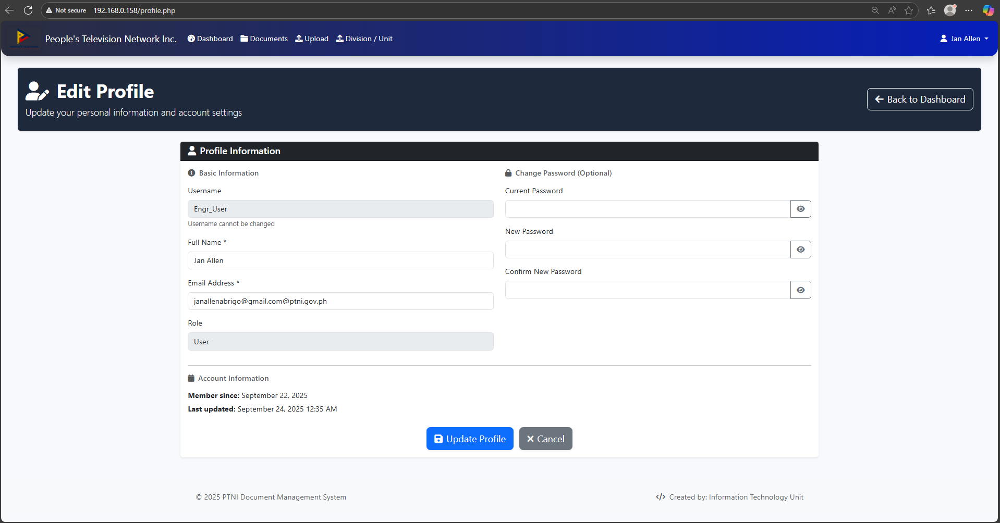 Not secure 192.168.0.158/profile.php
People's Television Network Inc. Dashboard Documents Upload Division / Unit Jan Allen
Edit Profile
Update your personal information and account settings
Back to Dashboard
Profile Information
Basic Information
Username
Engr_User
Username cannot be changed
Full Name *
Jan Allen
Email Address *
janallenabrigo@gmail.com@ptni.gov.ph
Role
User
Change Password (Optional)
Current Password
New Password
Confirm New Password
Account Information
Member since: September 22, 2025
Last updated: September 24, 2025 12:35 AM
Update Profile Cancel
© 2025 PTNI Document Management System
Created by: Information Technology Unit